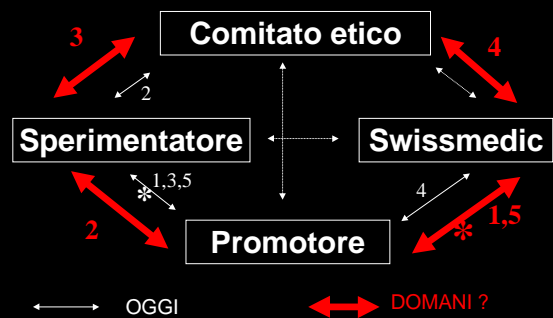 Comitato etico
3
4
2
Sperimentatore
Swissmedic
* 1,3,5
4
2
* 1,5
Promotore
OGGI
DOMANI ?